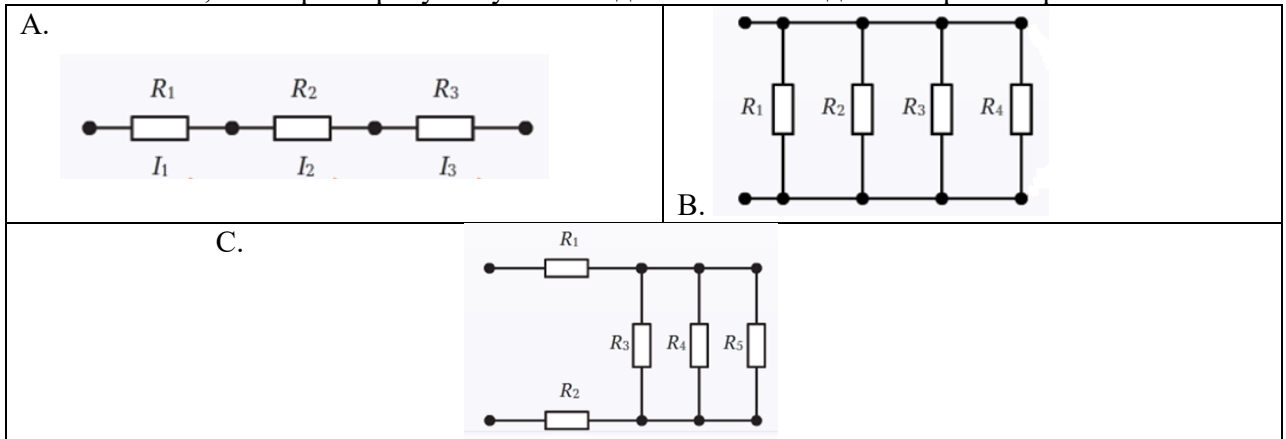 A.
R₁ R₂ R₃
I₁ I₂ I₃
R₁ R₂ R₃ R₄
B.
C.
R₁
R₃ R₄ R₅
R₂